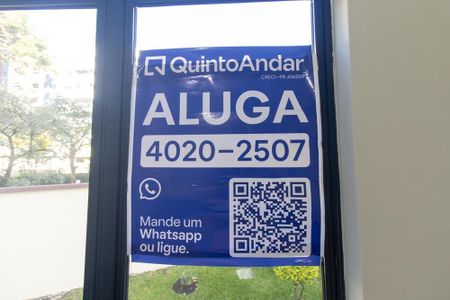 QuintoAndar
ALUGA
4020-2507
Mande um
Whatsapp
ou ligue.